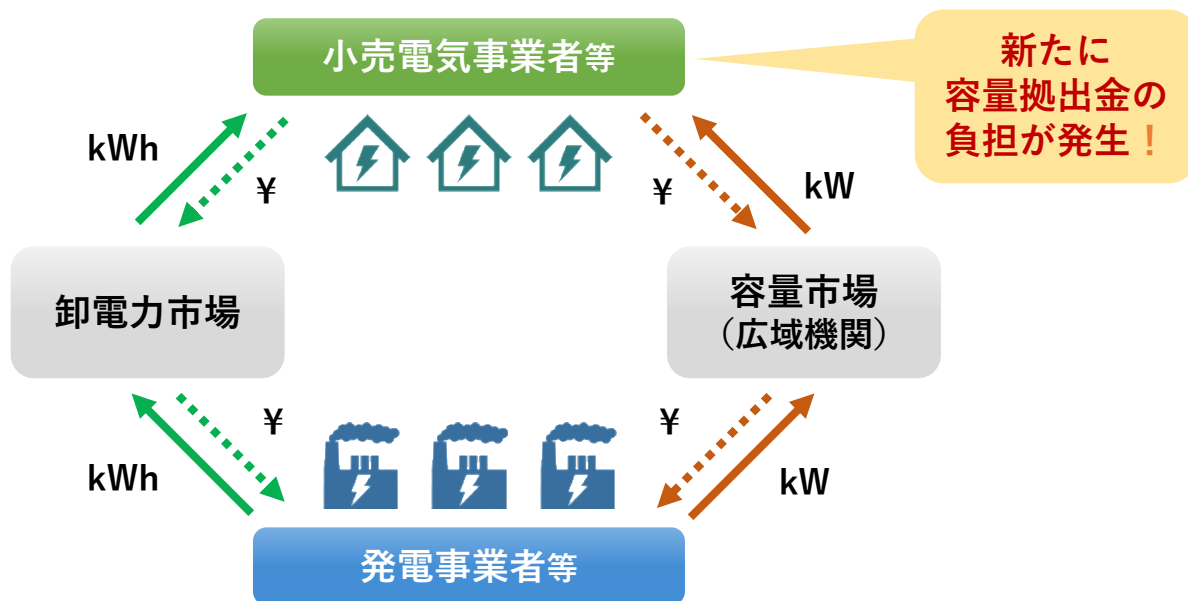 小売電気事業者等
新たに
容量拠出金の
負担が発生！
kWh
¥
¥
kW
卸電力市場
容量市場
（広域機関）
¥
¥
kWh
kW
発電事業者等